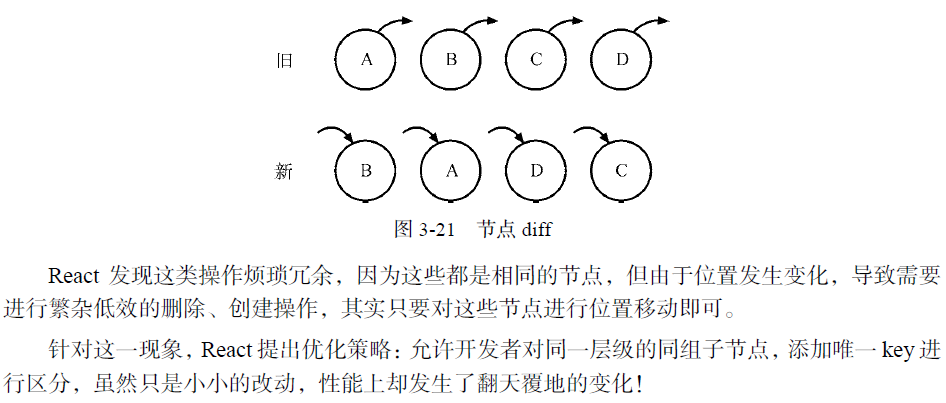 旧 A B C D
新 B A D C
图 3-21 节点 diff
React 发现这类操作烦琐冗余，因为这些都是相同的节点，但由于位置发生变化，导致需要
进行繁杂低效的删除、创建操作，其实只要对这些节点进行位置移动即可。
针对这一现象，React 提出优化策略：允许开发者对同一层级的同组子节点，添加唯一 key 进
行区分，虽然只是小小的改动，性能上却发生了翻天覆地的变化！